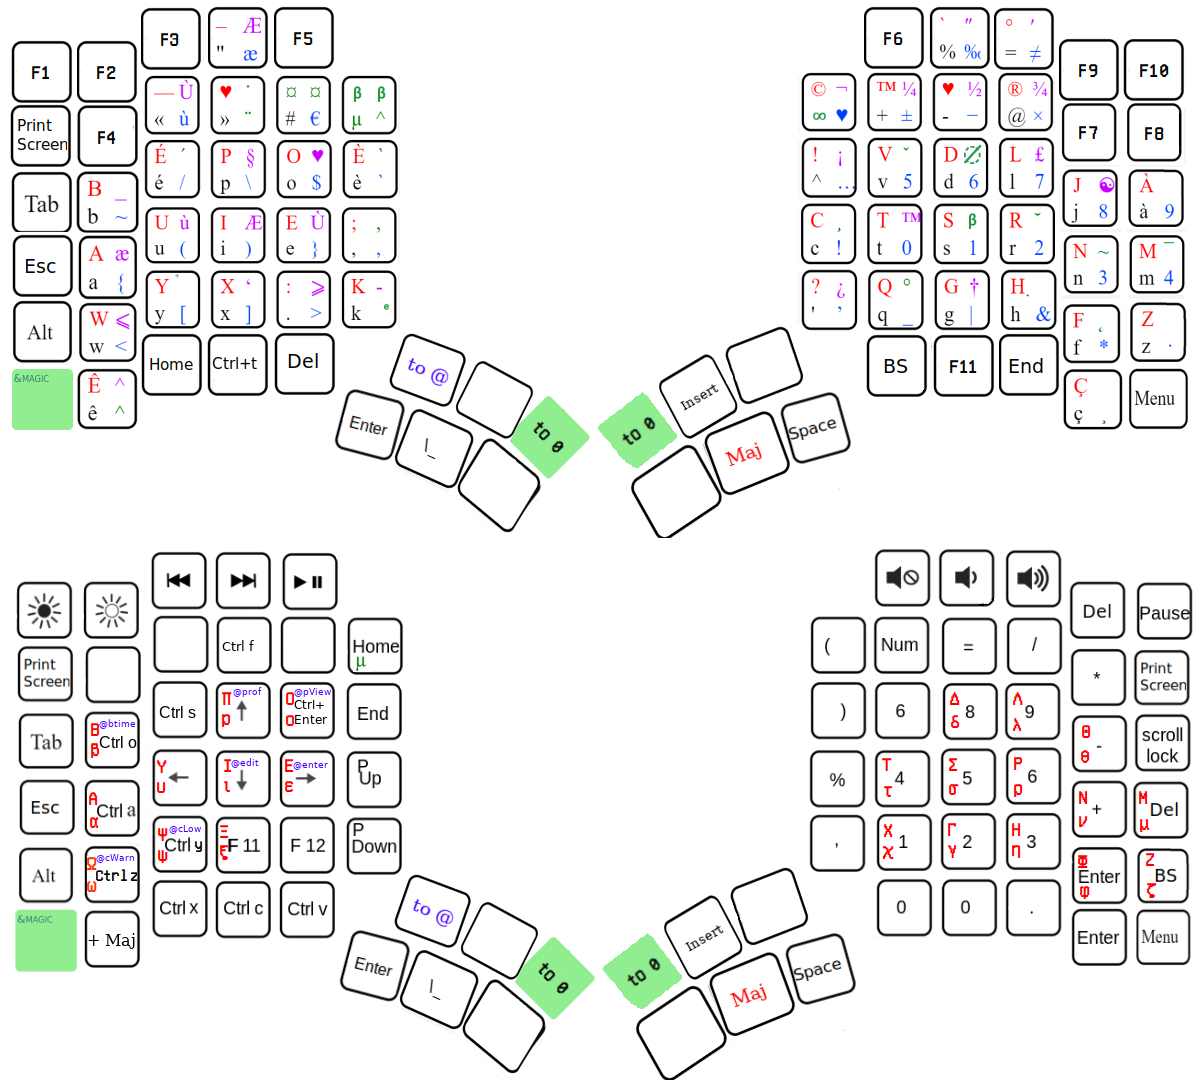 F1
F2
F3
– Æ
" æ
F5
Print
Screen
F4
— Ù
« ù
♥ ˙
» ¨
¤ ¤
# €
β β
µ ^
Tab
B _
b ~
É ´
é /
P §
p \
O ♥
o $
È `
è `
Esc
A æ
a {
U ù
u (
I Æ
i )
E Ù
e }
; ,
, ,
Alt
W ⩽
w <
Y ˚
y [
X ‘
x ]
: ⩾
. >
K -
k e
&MAGIC
Ê ^
ê ^
Home
Ctrl+t
Del
to @
Enter
|_
to 0
F6
` ″
% ‰
° ′
= ≠
F9
F10
© ¬
∞ ♥
™ ¼
+ ±
♥ ½
- −
® ¾
@ ×
F7
F8
! ¡
^ …
V ˇ
v 5
D
d 6
L £
l 7
J ☯
j 8
À
à 9
C ¸
c !
T ™
t 0
S β
s 1
R ˘
r 2
N ~
n 3
M ¯
m 4
? ¿
' ’
Q °
q _
G †
g |
H .
h &
F ˛
f *
Z
z ·
BS
F11
End
Ç
ç ¸
Menu
to 0
Insert
Maj
Space
Print
Screen
Ctrl f
Home
µ
Tab
Β @btime
β Ctrl o
Ctrl s
Π @prof
ρ ↑
Ο @pView
Ctrl+
ο Enter
End
Esc
Α
α Ctrl a
Υ
υ ←
Ι @edit
ι ↓
Ε @enter
ε →
P
Up
Alt
Ω @cWarn
ω Ctrl z
Ψ @cLow
ψ Ctrl y
Ξ
ξ F 11
F 12
P
Down
&MAGIC
+ Maj
Ctrl x
Ctrl c
Ctrl v
to @
Enter
|_
to 0
Del
Pause
(
Num
=
/
*
Print
Screen
)
6
Δ
δ 8
Λ
λ 9
Θ
θ -
scroll
lock
%
Τ
τ 4
Σ
σ 5
Ρ
ρ 6
Ν
ν +
Μ
μ Del
,
Χ
χ 1
Γ
γ 2
Η
η 3
Φ
Enter
φ
Ζ
ζ BS
0
0
.
Enter
Menu
to 0
Insert
Maj
Space